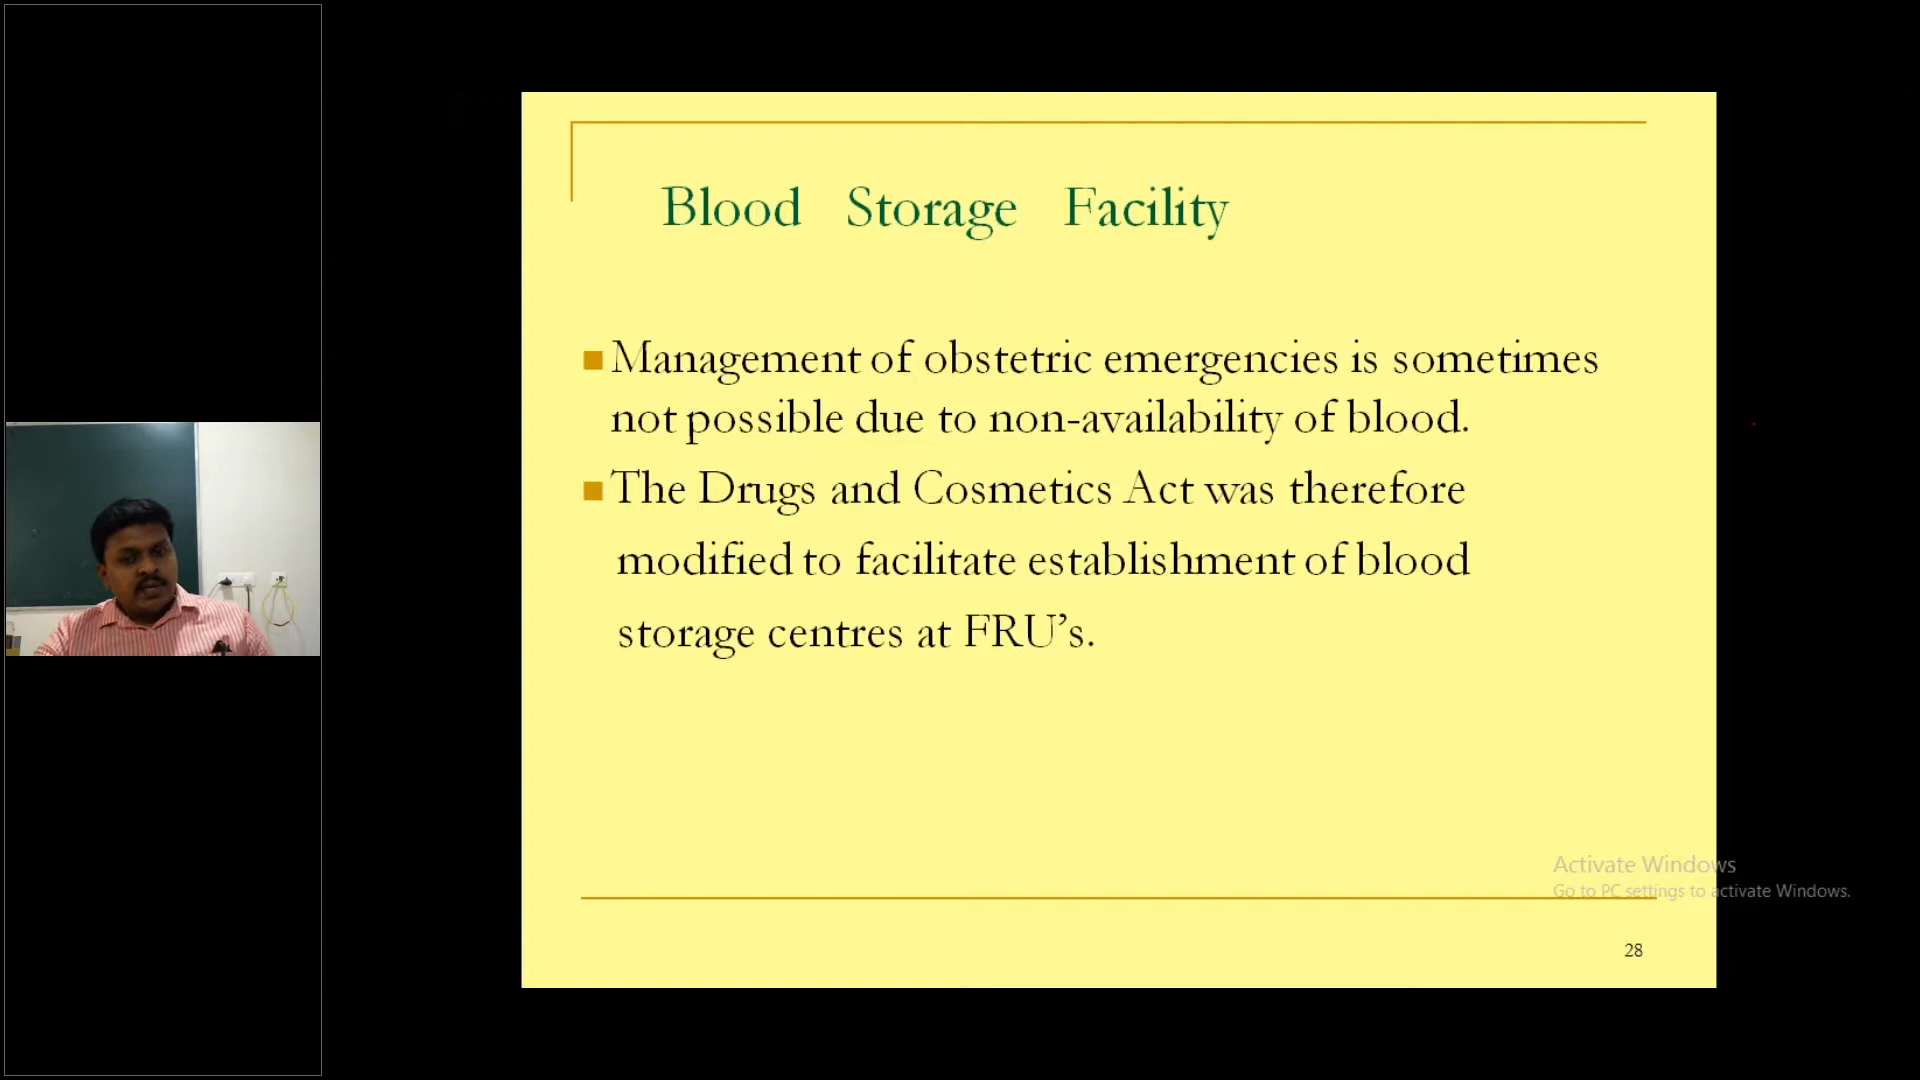 Blood Storage Facility
Management of obstetric emergencies is sometimes
not possible due to non-availability of blood.
The Drugs and Cosmetics Act was therefore
modified to facilitate establishment of blood
storage centres at FRU’s.
Activate Windows
Go to PC settings to activate Windows.
28